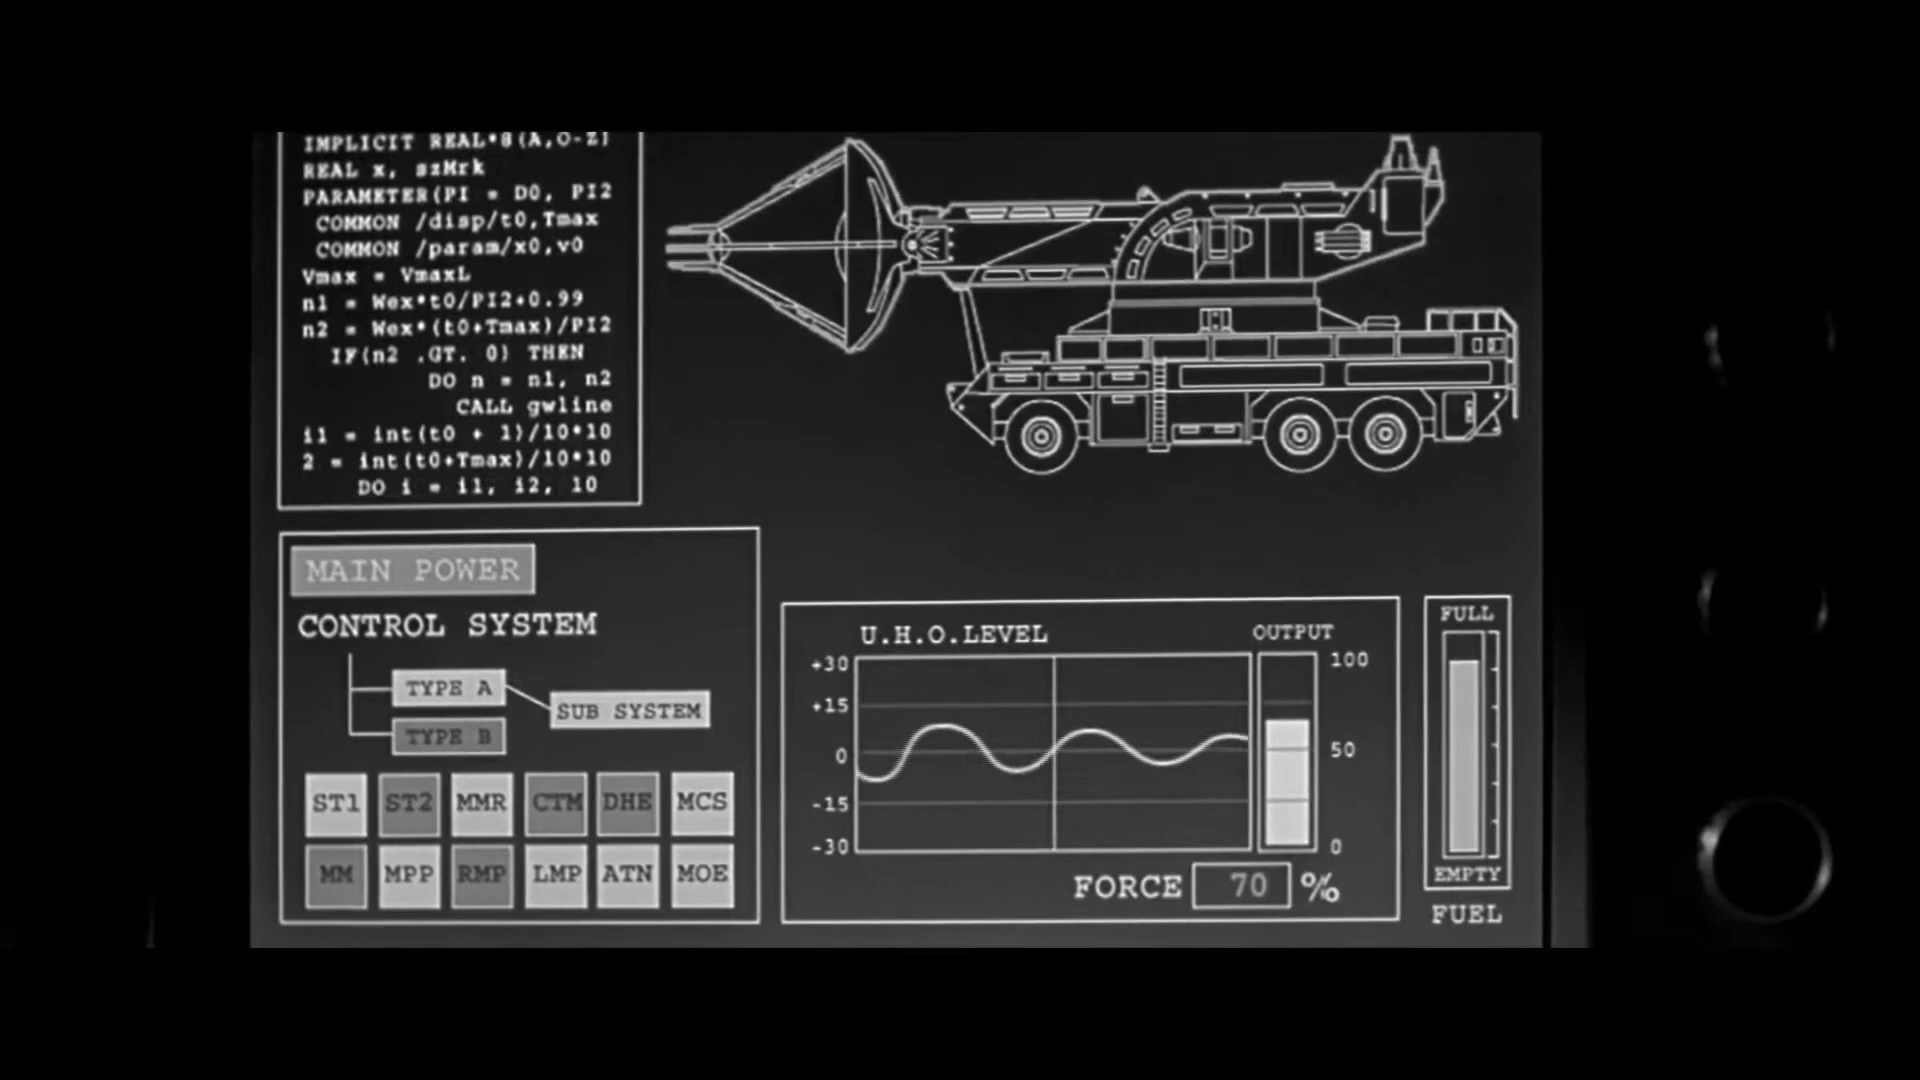 IMPLICIT REAL*8(A,O-Z)
REAL x, szMrk
PARAMETER(PI = D0, PI2
COMMON /disp/t0,Tmax
COMMON /param/x0,v0
Vmax = VmaxL
n1 = Wex*t0/PI2+0.99
n2 = Wex*(t0+Tmax)/PI2
IF(n2 .GT. 0) THEN
DO n = n1, n2
CALL gwline
i1 = int(t0 + 1)/10*10
2 = int(t0+Tmax)/10*10
DO i = i1, i2, 10
MAIN POWER
CONTROL SYSTEM
TYPE A
SUB SYSTEM
TYPE B
ST1 ST2 MMR CTM DHE MCS
MM MPP RMP LMP ATN MOE
U.H.O.LEVEL
+30
+15
0
-15
-30
OUTPUT
100
50
0
FORCE 70 %
FULL
EMPTY
FUEL